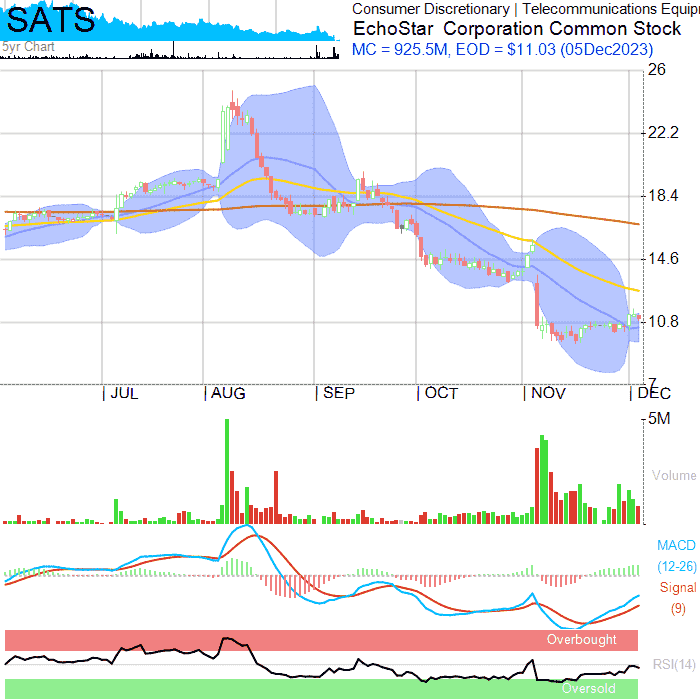 SATS
5yr Chart
Consumer Discretionary | Telecommunications Equip
EchoStar Corporation Common Stock
MC = 925.5M, EOD = $11.03 (05Dec2023)
26
22.2
18.4
14.6
10.8
7
JUL AUG SEP OCT NOV DEC
5M
Volume
MACD
(12-26)
Signal
(9)
Overbought
RSI(14)
Oversold